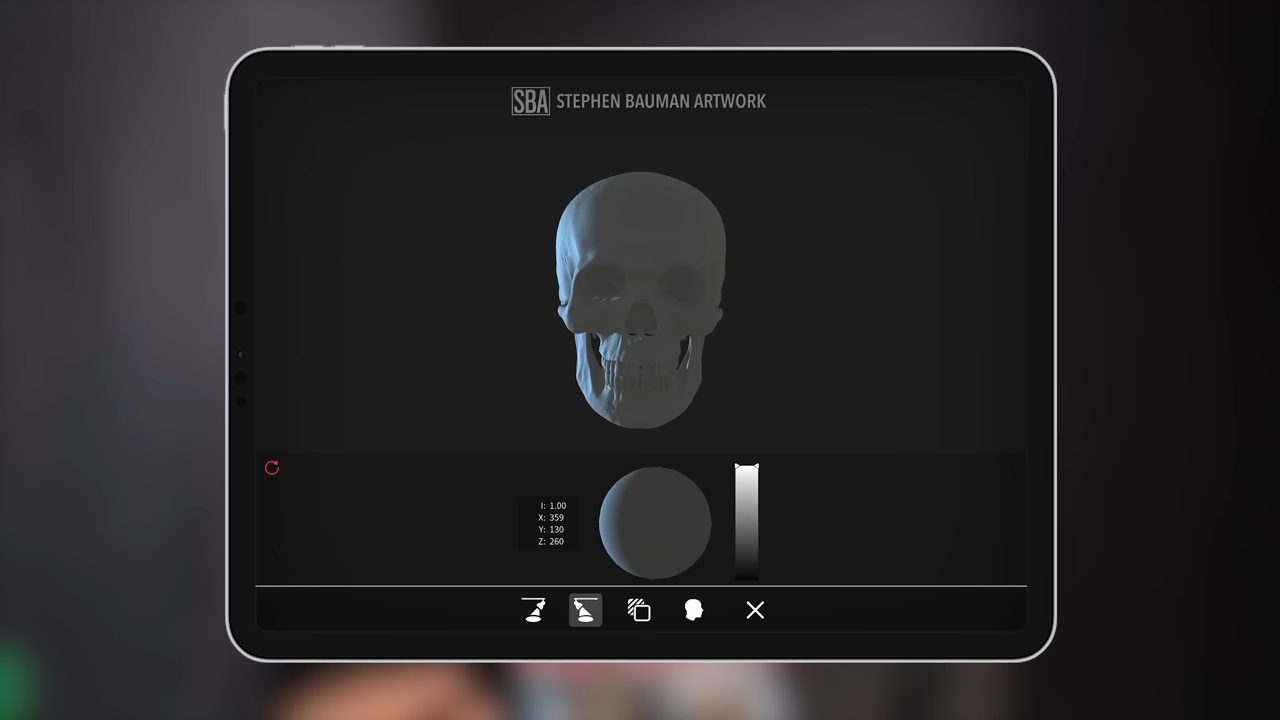 SBA STEPHEN BAUMAN ARTWORK
I: 1.00
X: 359
Y: 130
Z: 260